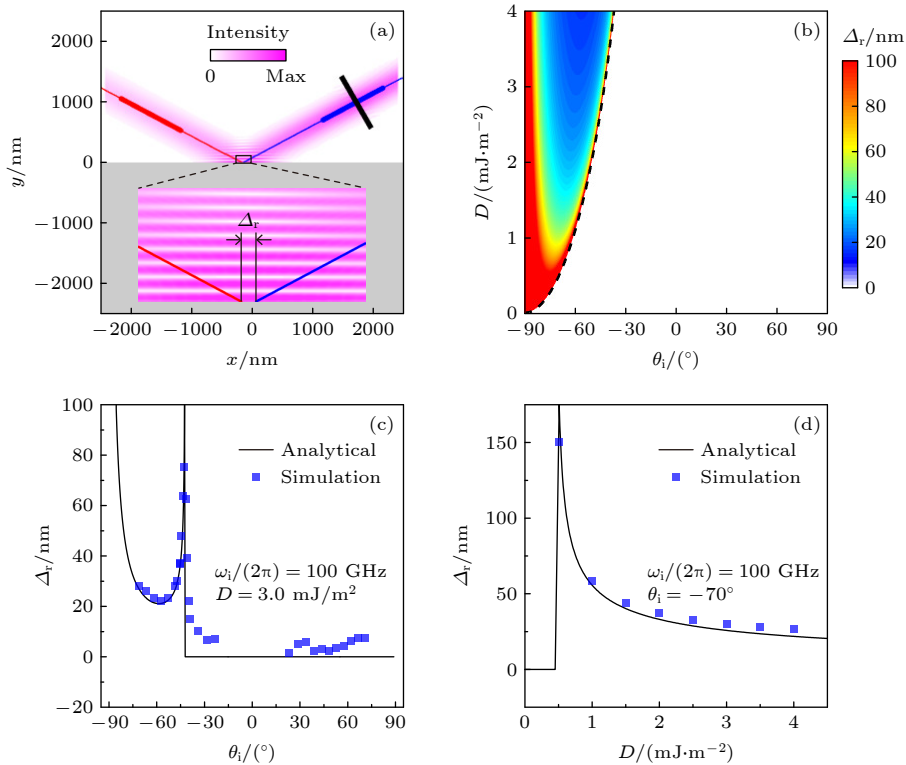 (a)
Intensity
0 Max
2000
1000
0
−1000
−2000
y/nm
Δr
−2000 −1000 0 1000 2000
x/nm
(b)
4
3
2
1
0
D/(mJ·m⁻²)
−90 −60 −30 0 30 60 90
θi/(°)
Δr/nm
100
80
60
40
20
0
(c)
100
80
60
40
20
0
−20
Δr/nm
Analytical
Simulation
ωi/(2π) = 100 GHz
D = 3.0 mJ/m²
−90 −60 −30 0 30 60 90
θi/(°)
(d)
150
100
50
0
Δr/nm
Analytical
Simulation
ωi/(2π) = 100 GHz
θi = −70°
0 1 2 3 4
D/(mJ·m⁻²)